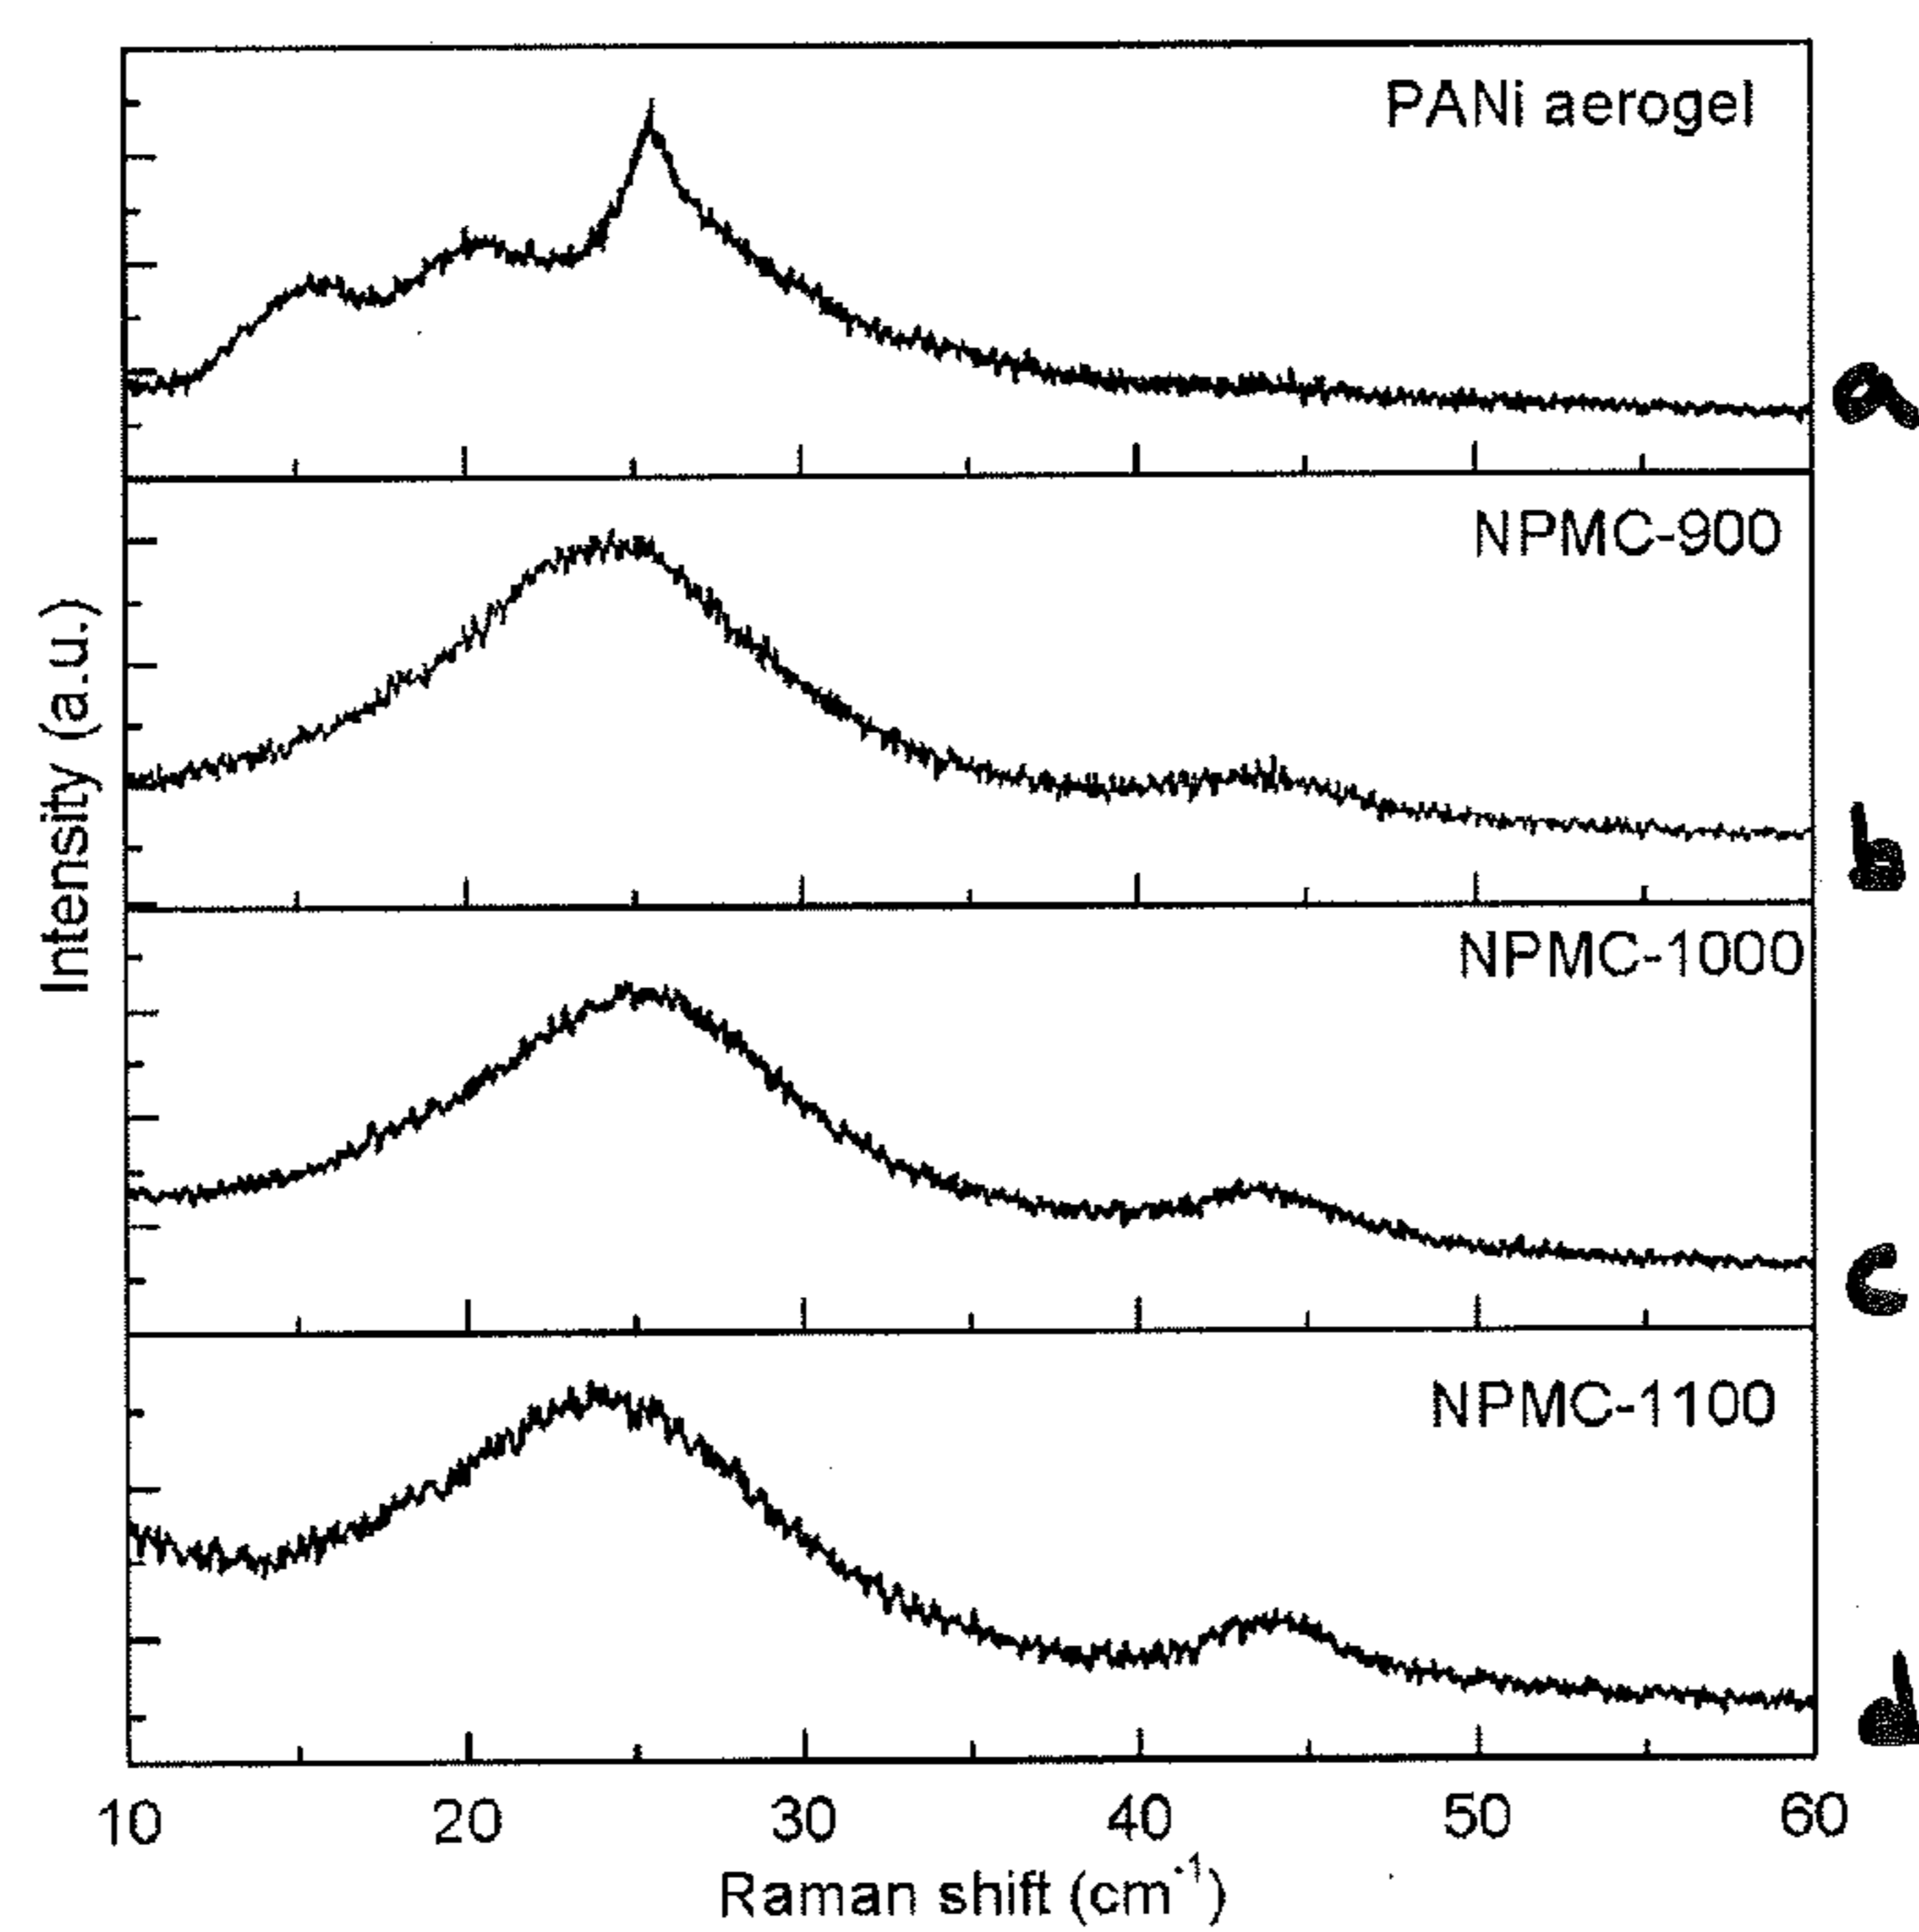 PANi aerogel
a
NPMC-900
b
NPMC-1000
c
NPMC-1100
d
Intensity (a.u.)
10 20 30 40 50 60
Raman shift (cm⁻¹)